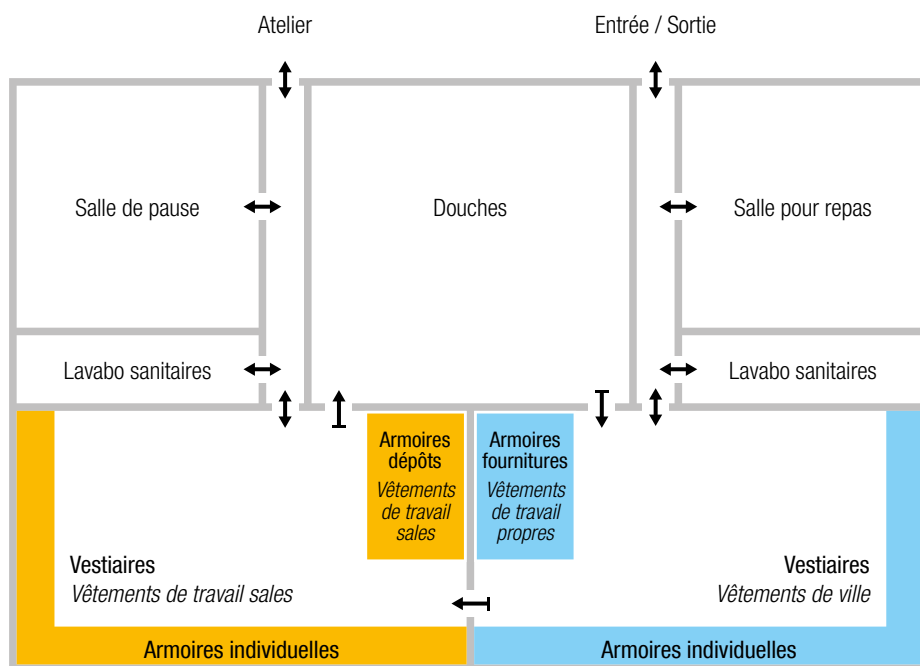 Atelier
Entrée / Sortie
Salle de pause
Douches
Salle pour repas
Lavabo sanitaires
Lavabo sanitaires
Armoires
dépôts
Vêtements
de travail
sales
Armoires
fournitures
Vêtements
de travail
propres
Vestiaires
Vêtements de travail sales
Vestiaires
Vêtements de ville
Armoires individuelles
Armoires individuelles